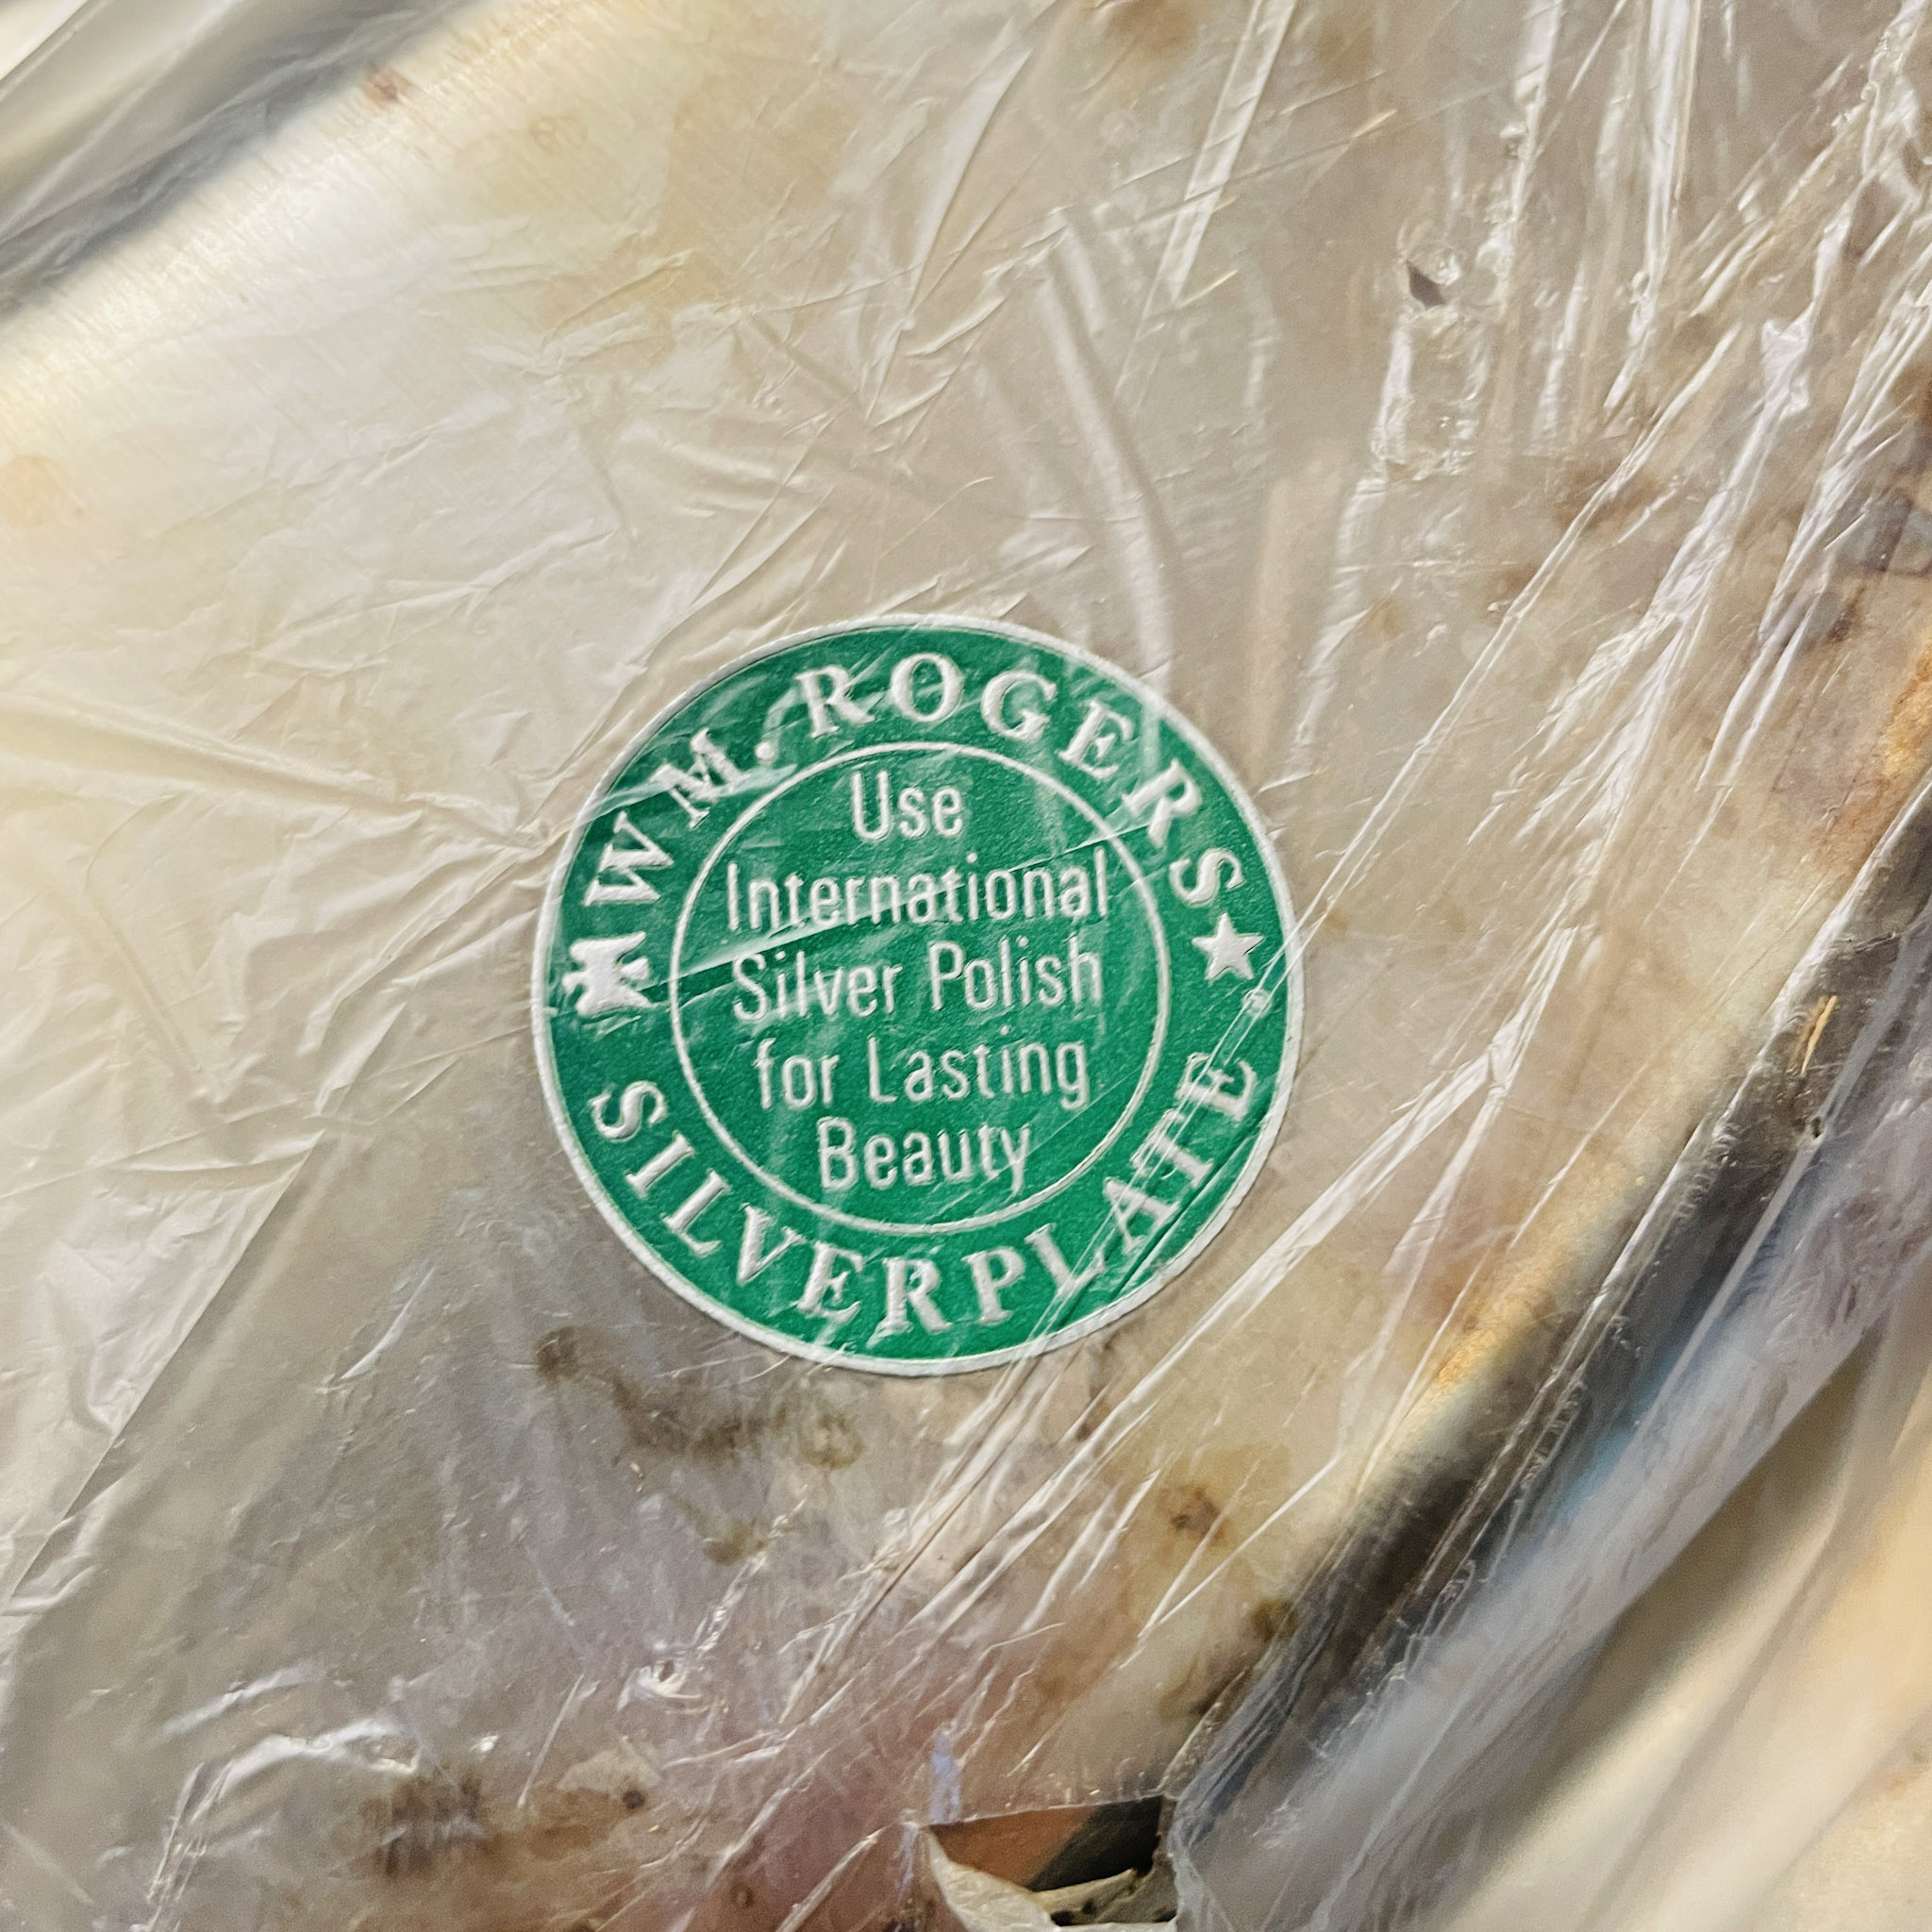 WM. ROGERS
Use
International
Silver Polish
for Lasting
Beauty
SILVERPLATE